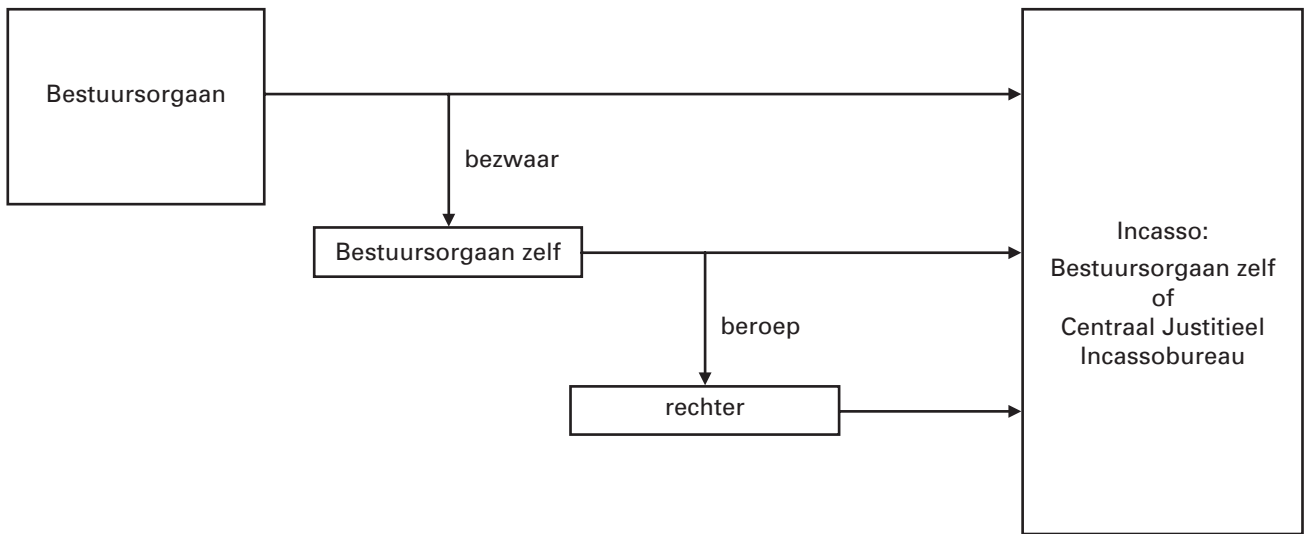 Bestuursorgaan
bezwaar
Bestuursorgaan zelf
beroep
rechter
Incasso:
Bestuursorgaan zelf
of
Centraal Justitieel
Incassobureau